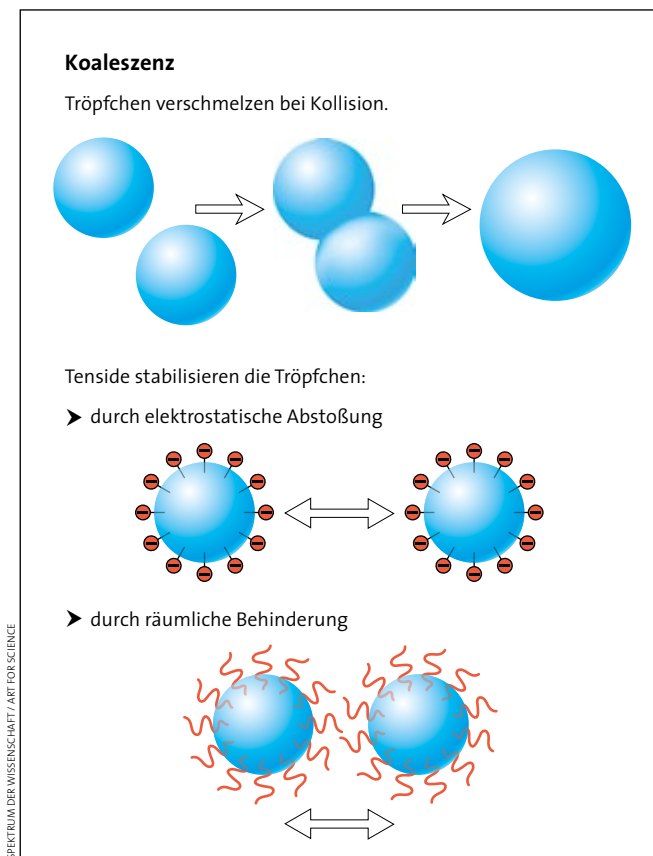 Koaleszenz
Tröpfchen verschmelzen bei Kollision.
Tenside stabilisieren die Tröpfchen:
➤ durch elektrostatische Abstoßung
➤ durch räumliche Behinderung
SPEKTRUM DER WISSENSCHAFT / ART FOR SCIENCE